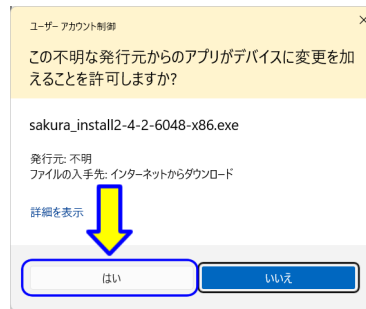 ユーザー アカウント制御
この不明な発行元からのアプリがデバイスに変更を加
えることを許可しますか?
sakura_install2-4-2-6048-x86.exe
発行元: 不明
ファイルの入手先: インターネットからダウンロード
詳細を表示
はい
いいえ